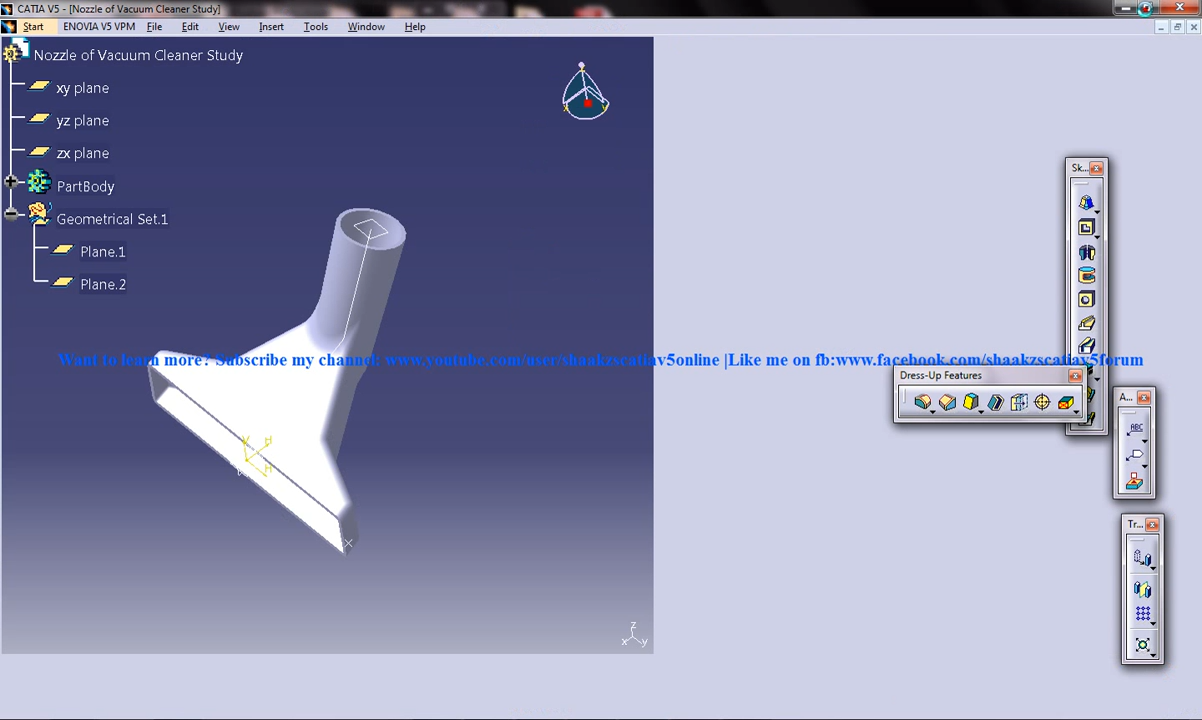 CATIA V5 - [Nozzle of Vacuum Cleaner Study]
Start ENOVIA V5 VPM File Edit View Insert Tools Window Help
Nozzle of Vacuum Cleaner Study
xy plane
yz plane
zx plane
PartBody
Geometrical Set.1
Plane.1
Plane.2
Sk...
Want to learn more? Subscribe my channel: www.youtube.com/user/shaakzscatiav5online |Like me on fb:www.facebook.com/shaakzscatiav5forum
Dress-Up Features
A...
ABC
Tr...
V
H
H
z
x y